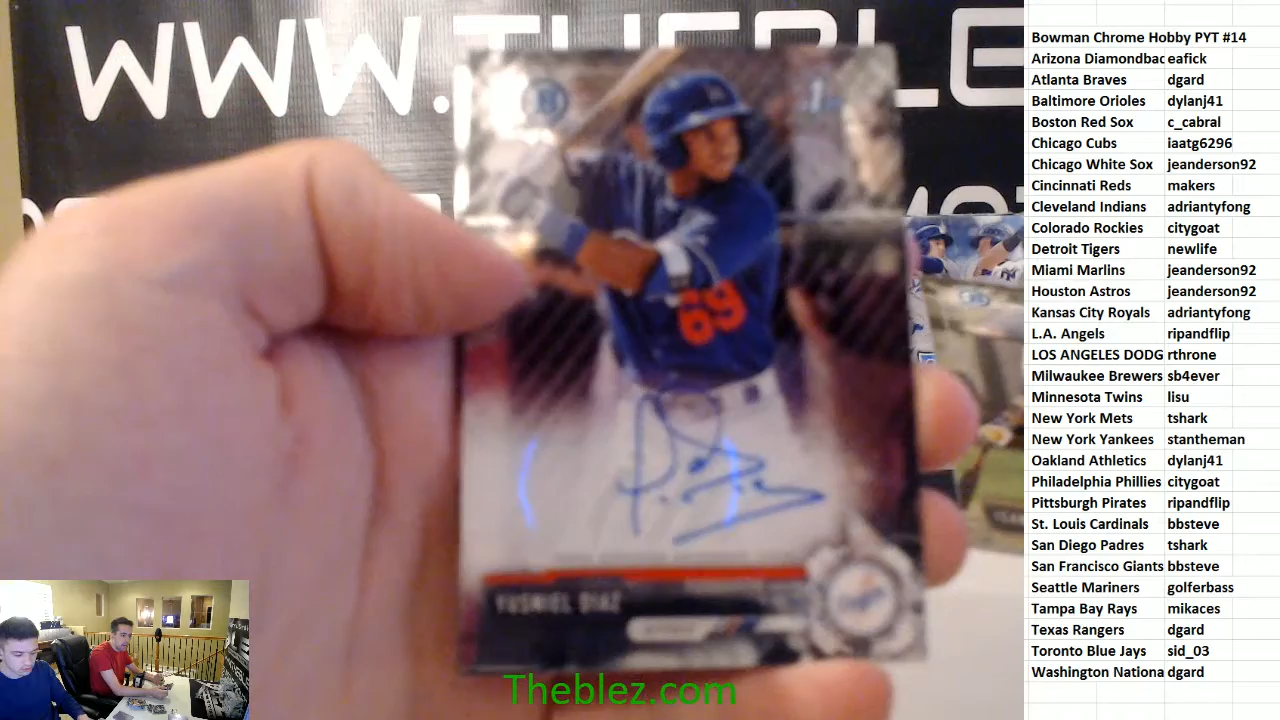 WWW.THEBLE
1st
69
YUSNIEL DIAZ
Theblez.com
Bowman Chrome Hobby PYT #14
Arizona Diamondbac eafick
Atlanta Braves dgard
Baltimore Orioles dylanj41
Boston Red Sox c_cabral
Chicago Cubs iaatg6296
Chicago White Sox jeanderson92
Cincinnati Reds makers
Cleveland Indians adriantyfong
Colorado Rockies citygoat
Detroit Tigers newlife
Miami Marlins jeanderson92
Houston Astros jeanderson92
Kansas City Royals adriantyfong
L.A. Angels ripandflip
LOS ANGELES DODG rthrone
Milwaukee Brewers sb4ever
Minnesota Twins lisu
New York Mets tshark
New York Yankees stantheman
Oakland Athletics dylanj41
Philadelphia Phillies citygoat
Pittsburgh Pirates ripandflip
St. Louis Cardinals bbsteve
San Diego Padres tshark
San Francisco Giants bbsteve
Seattle Mariners golferbass
Tampa Bay Rays mikaces
Texas Rangers dgard
Toronto Blue Jays sid_03
Washington Nationa dgard